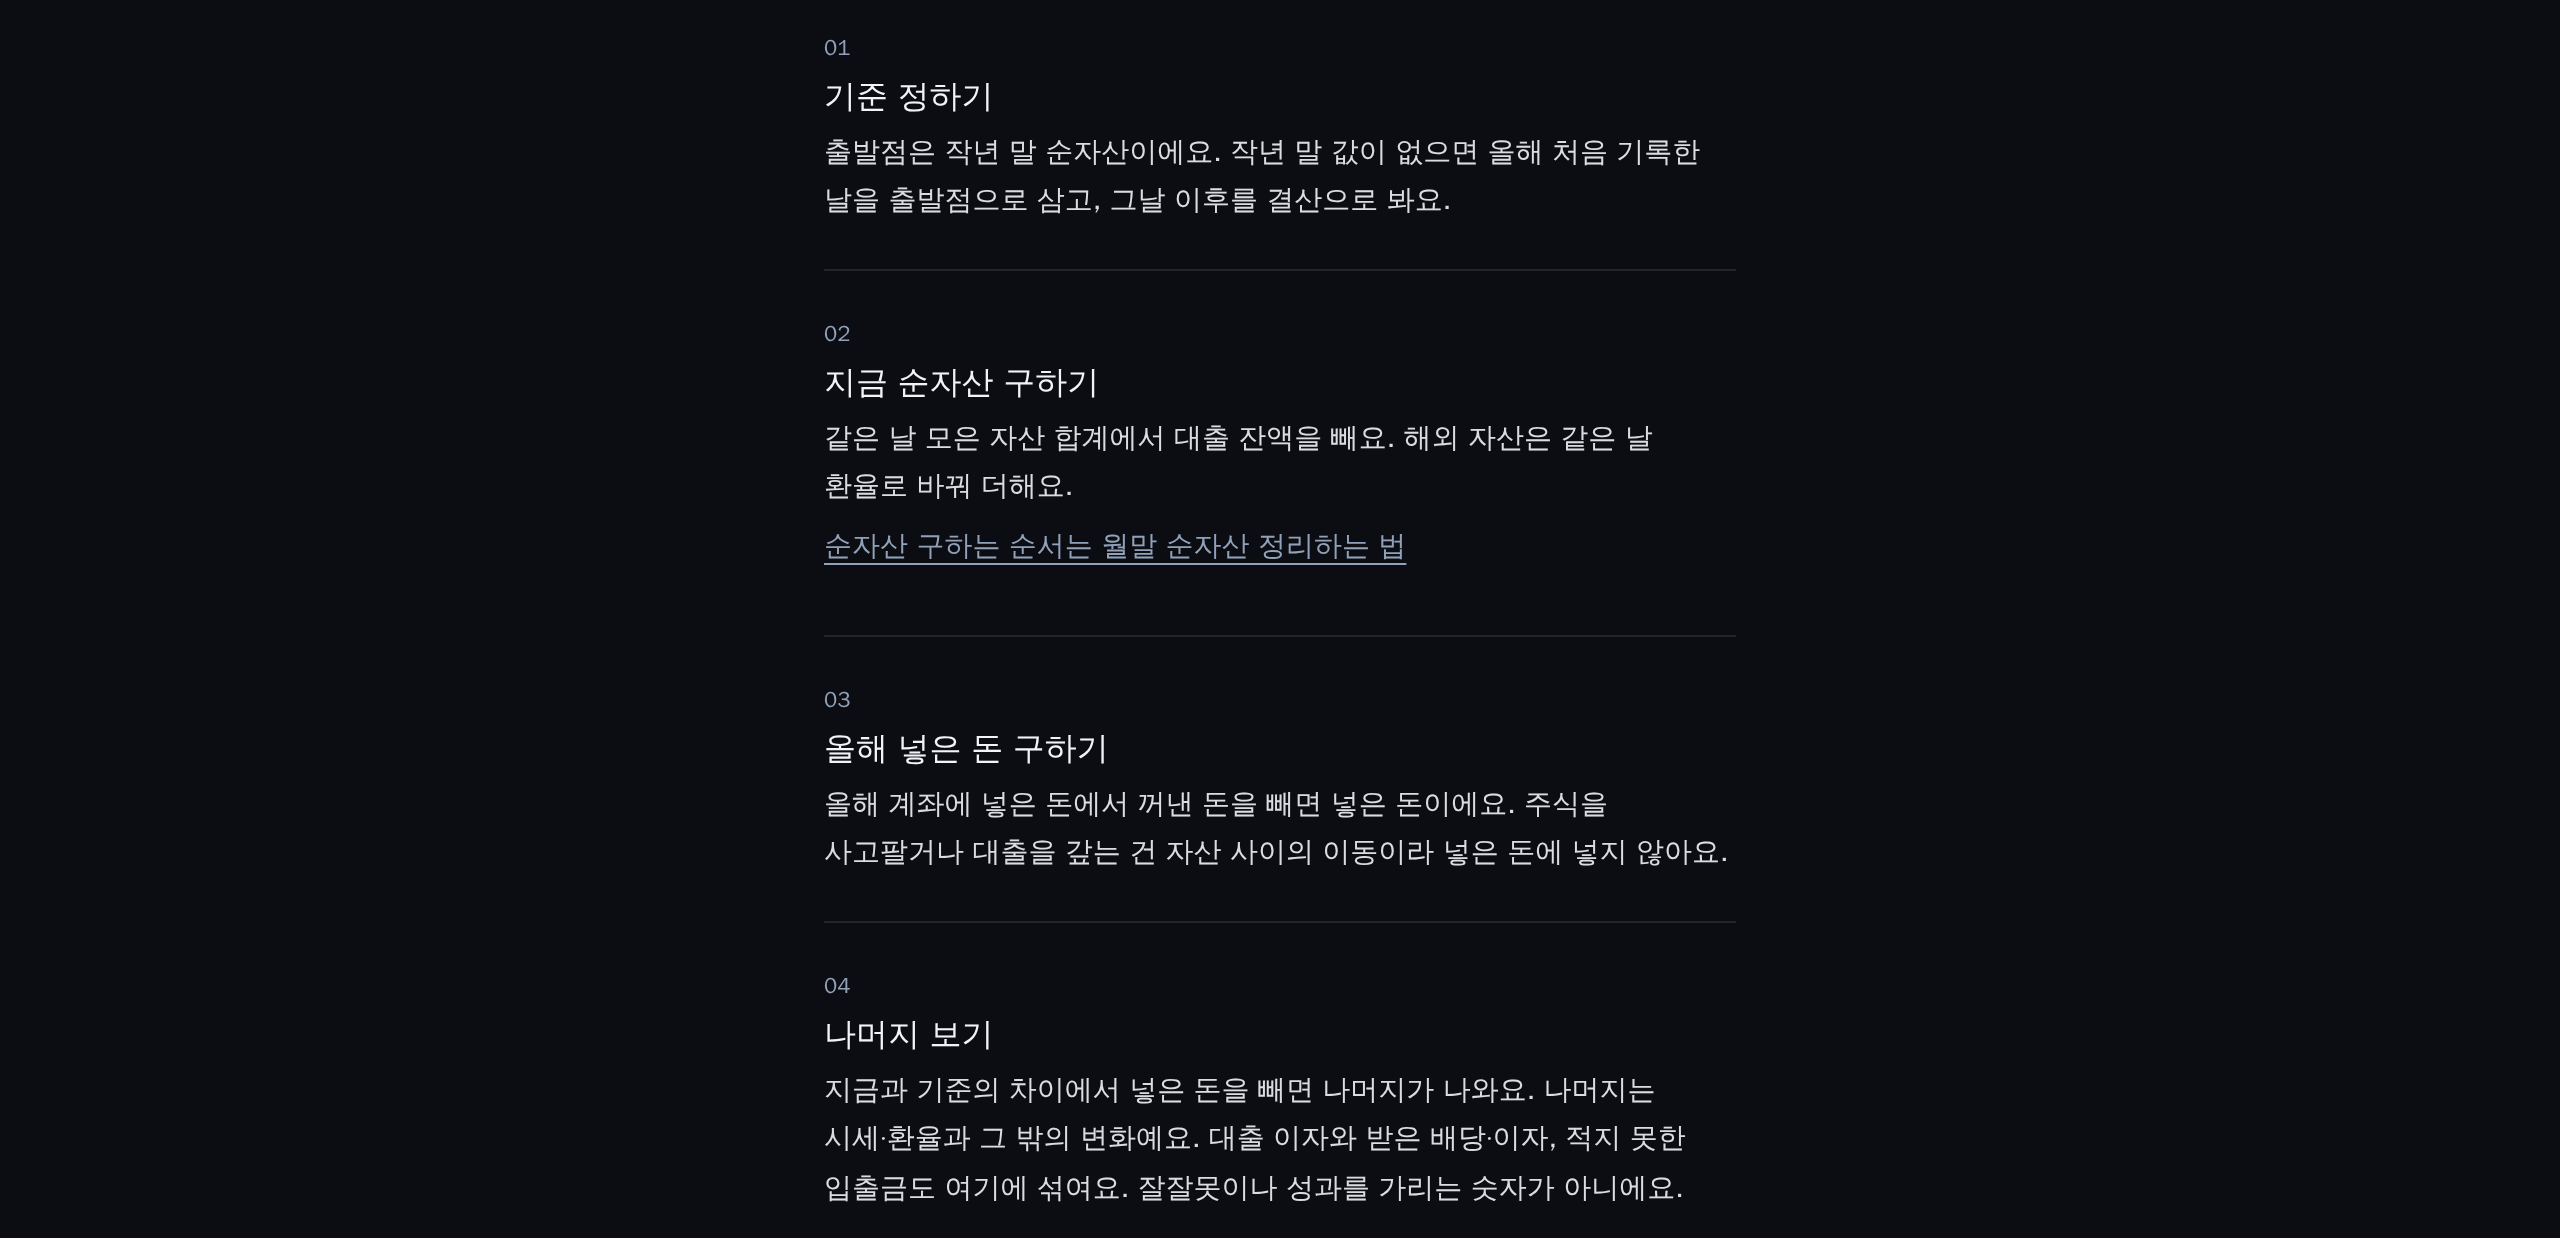 01
기준 정하기
출발점은 작년 말 순자산이에요. 작년 말 값이 없으면 올해 처음 기록한
날을 출발점으로 삼고, 그날 이후를 결산으로 봐요.
02
지금 순자산 구하기
같은 날 모은 자산 합계에서 대출 잔액을 빼요. 해외 자산은 같은 날
환율로 바꿔 더해요.
순자산 구하는 순서는 월말 순자산 정리하는 법
03
올해 넣은 돈 구하기
올해 계좌에 넣은 돈에서 꺼낸 돈을 빼면 넣은 돈이에요. 주식을
사고팔거나 대출을 갚는 건 자산 사이의 이동이라 넣은 돈에 넣지 않아요.
04
나머지 보기
지금과 기준의 차이에서 넣은 돈을 빼면 나머지가 나와요. 나머지는
시세·환율과 그 밖의 변화예요. 대출 이자와 받은 배당·이자, 적지 못한
입출금도 여기에 섞여요. 잘잘못이나 성과를 가리는 숫자가 아니에요.